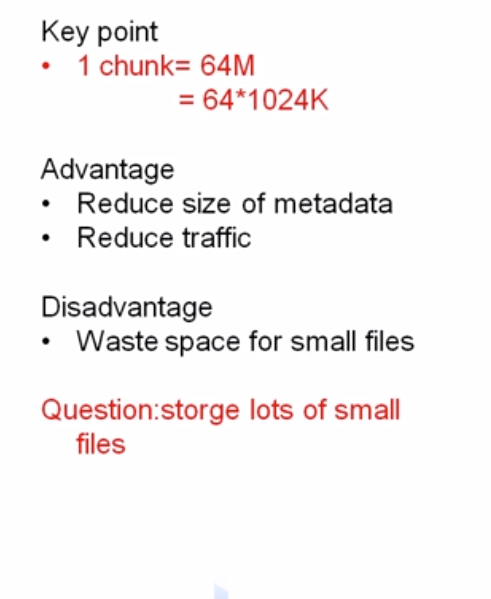 Key point
• 1 chunk= 64M
= 64*1024K
Advantage
• Reduce size of metadata
• Reduce traffic
Disadvantage
• Waste space for small files
Question:storge lots of small
files